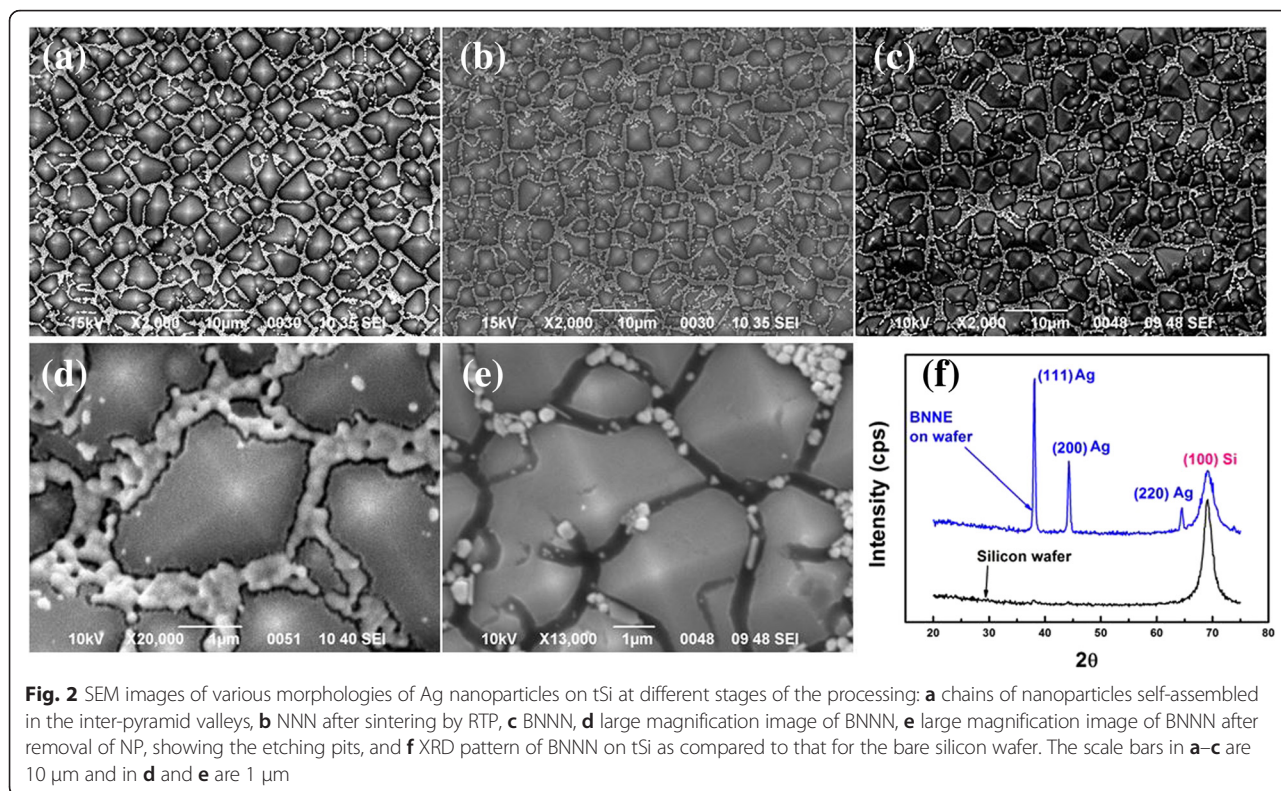 (a)
15kV X2,000 10µm 0030 10 35 SEI
(b)
15kV X2,000 10µm 0030 10 35 SEI
(c)
10kV X2,000 10µm 0048 09 48 SEI
(d)
10kV X20,000 1µm 0051 10 40 SEI
(e)
10kV X13,000 1µm 0048 09 48 SEI
(f)
(111) Ag
BNNE
on wafer
(200) Ag
(100) Si
(220) Ag
Silicon wafer
Intensity (cps)
20 30 40 50 60 70 80
2θ
Fig. 2 SEM images of various morphologies of Ag nanoparticles on tSi at different stages of the processing: a chains of nanoparticles self-assembled
in the inter-pyramid valleys, b NNN after sintering by RTP, c BNNN, d large magnification image of BNNN, e large magnification image of BNNN after
removal of NP, showing the etching pits, and f XRD pattern of BNNN on tSi as compared to that for the bare silicon wafer. The scale bars in a–c are
10 μm and in d and e are 1 μm